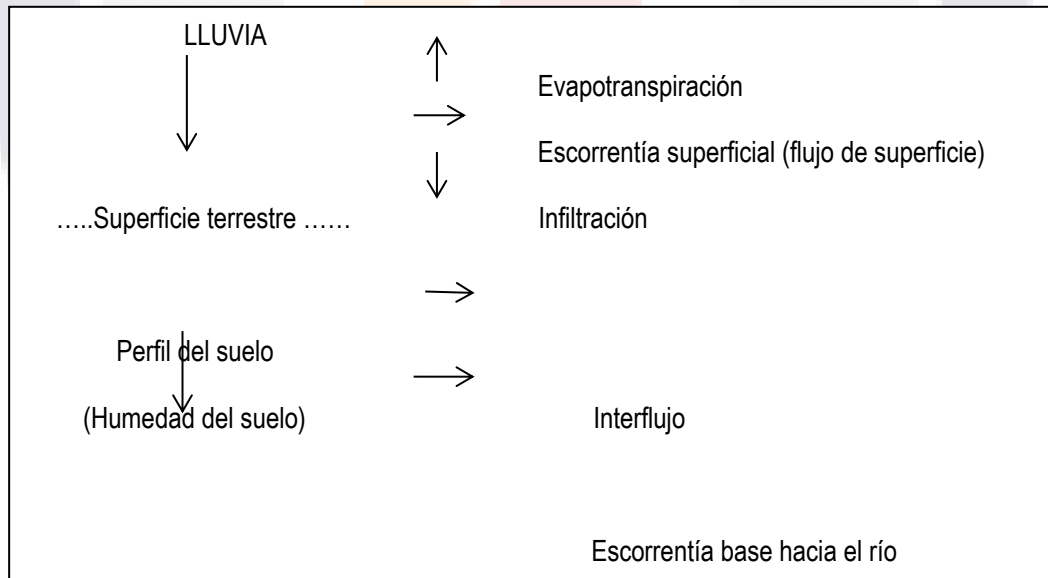 LLUVIA
Evapotranspiración
Escorrentía superficial (flujo de superficie)
…..Superficie terrestre ……
Infiltración
Perfil del suelo
(Humedad del suelo)
Interflujo
Escorrentía base hacia el río